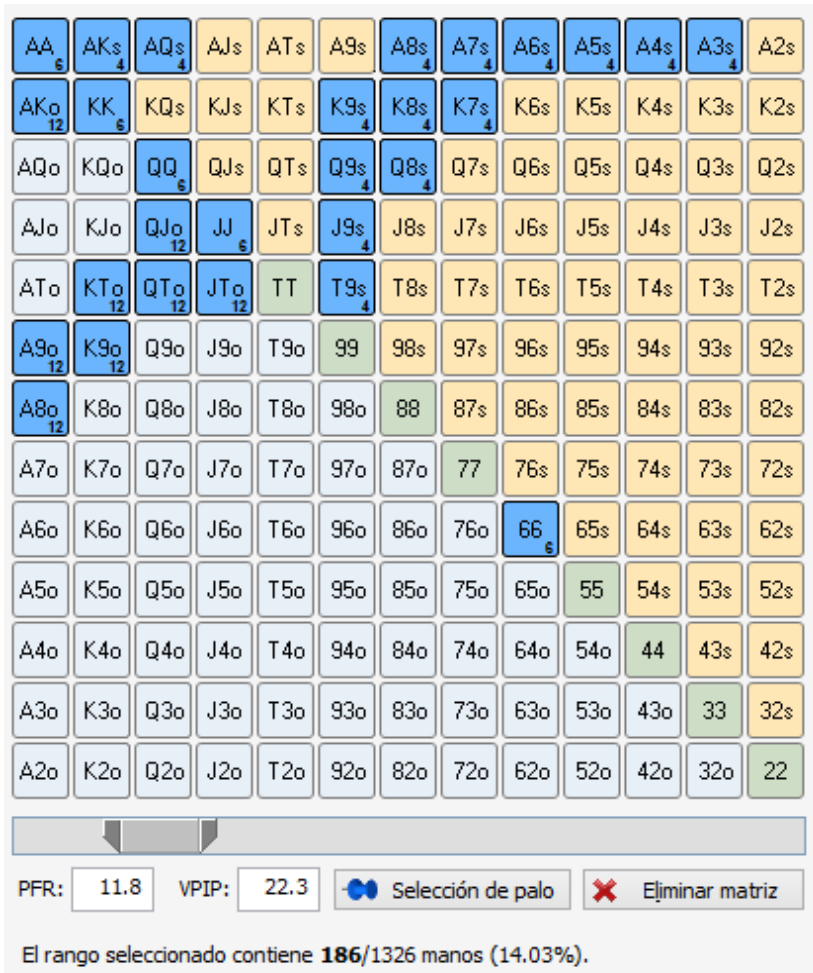 AA 6 AKs 4 AQs 4 AJs ATs A9s A8s 4 A7s 4 A6s 4 A5s 4 A4s 4 A3s 4 A2s
AKo 12 KK 6 KQs KJs KTs K9s 4 K8s 4 K7s 4 K6s K5s K4s K3s K2s
AQo KQo QQ 6 QJs QTs Q9s 4 Q8s 4 Q7s Q6s Q5s Q4s Q3s Q2s
AJo KJo QJo 12 JJ 6 JTs J9s 4 J8s J7s J6s J5s J4s J3s J2s
ATo KTo 12 QTo 12 JTo 12 TT T9s 4 T8s T7s T6s T5s T4s T3s T2s
A9o 12 K9o 12 Q9o J9o T9o 99 98s 97s 96s 95s 94s 93s 92s
A8o 12 K8o Q8o J8o T8o 98o 88 87s 86s 85s 84s 83s 82s
A7o K7o Q7o J7o T7o 97o 87o 77 76s 75s 74s 73s 72s
A6o K6o Q6o J6o T6o 96o 86o 76o 66 6 65s 64s 63s 62s
A5o K5o Q5o J5o T5o 95o 85o 75o 65o 55 54s 53s 52s
A4o K4o Q4o J4o T4o 94o 84o 74o 64o 54o 44 43s 42s
A3o K3o Q3o J3o T3o 93o 83o 73o 63o 53o 43o 33 32s
A2o K2o Q2o J2o T2o 92o 82o 72o 62o 52o 42o 32o 22
PFR: 11.8 VPIP: 22.3 Selección de palo Eliminar matriz
El rango seleccionado contiene 186/1326 manos (14.03%).